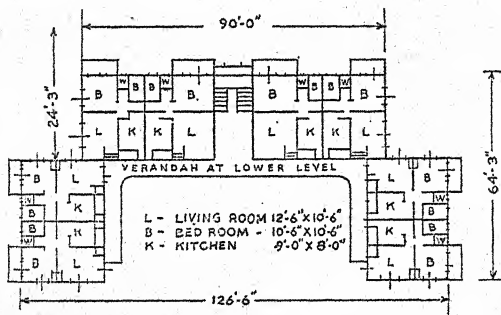 90'-0"
24'-3"
64'-3"
W B B W W B B W
B B B B
L K K L L K K L
VERANDAH AT LOWER LEVEL
B L L B
W K K W
B B
B K K B
W W
B L L B
L - LIVING ROOM 12'-6"X10'-6"
B - BED ROOM - 10'-6"X10'-6"
K - KITCHEN 9'-0"X8'-0"
126'-6"